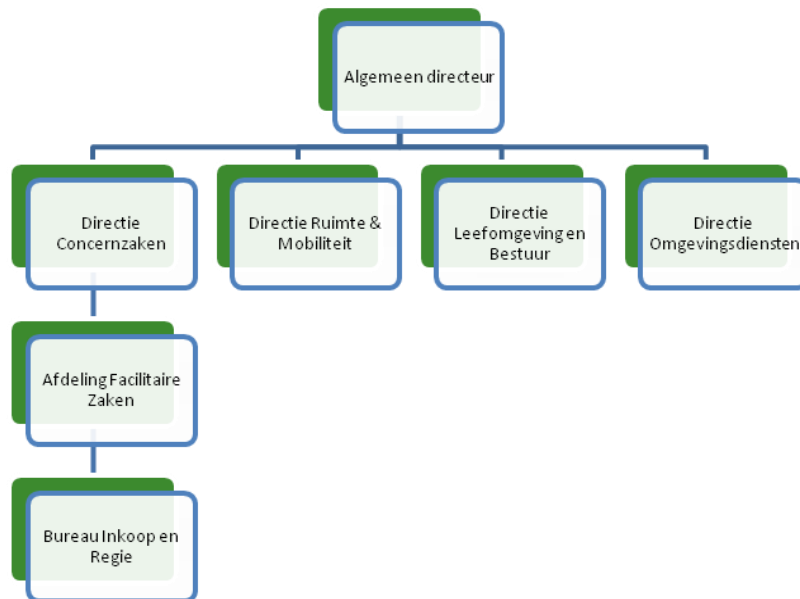 Algemeen directeur
Directie
Concernzaken
Directie Ruimte &
Mobiliteit
Directie
Leefomgeving en
Bestuur
Directie
Omgevingsdiensten
Afdeling Facilitaire
Zaken
Bureau Inkoop en
Regie